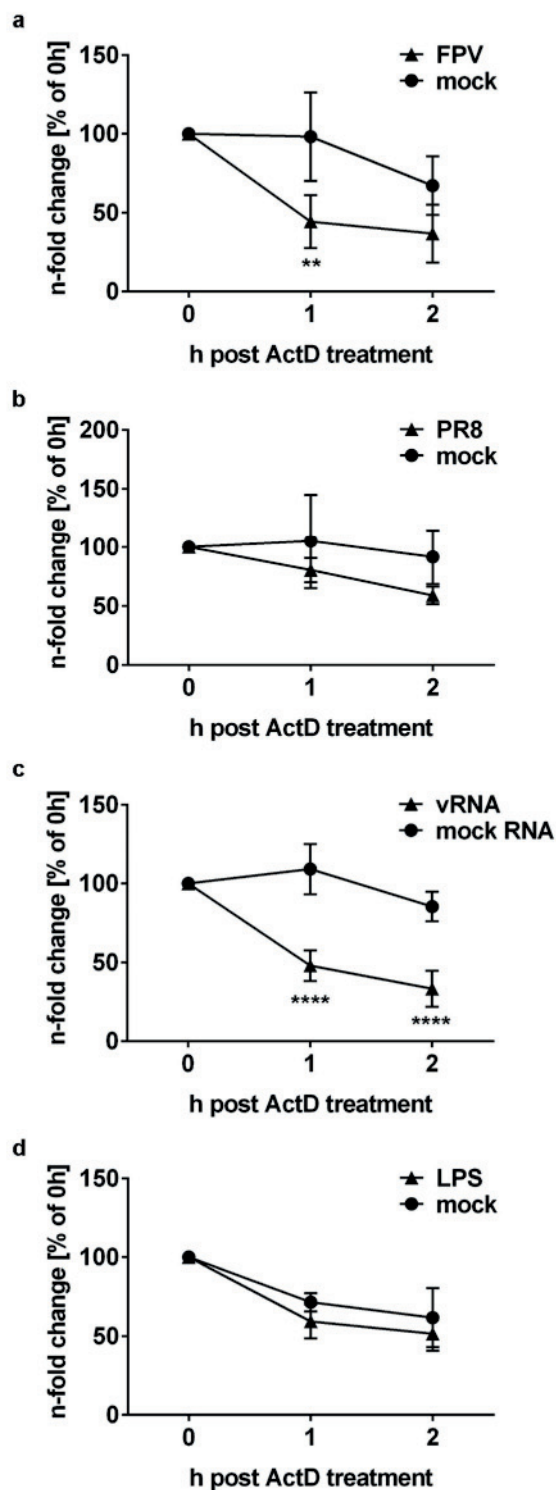 a
n-fold change [% of 0h]
150
100
50
0
FPV
mock
**
0 1 2
h post ActD treatment
b
n-fold change [% of 0h]
200
150
100
50
0
PR8
mock
0 1 2
h post ActD treatment
c
n-fold change [% of 0h]
150
100
50
0
vRNA
mock RNA
****
****
0 1 2
h post ActD treatment
d
n-fold change [% of 0h]
150
100
50
0
LPS
mock
0 1 2
h post ActD treatment